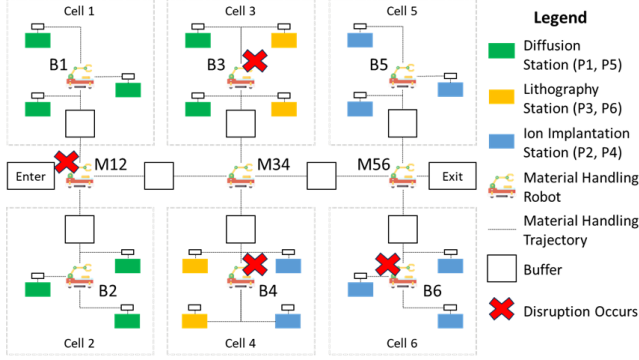 Cell 1
Cell 3
Cell 5
B1
B3
B5
Enter
M12
M34
M56
Exit
B2
B4
B6
Cell 2
Cell 4
Cell 6
Legend
Diffusion
Station (P1, P5)
Lithography
Station (P3, P6)
Ion Implantation
Station (P2, P4)
Material Handling
Robot
Material Handling
Trajectory
Buffer
Disruption Occurs